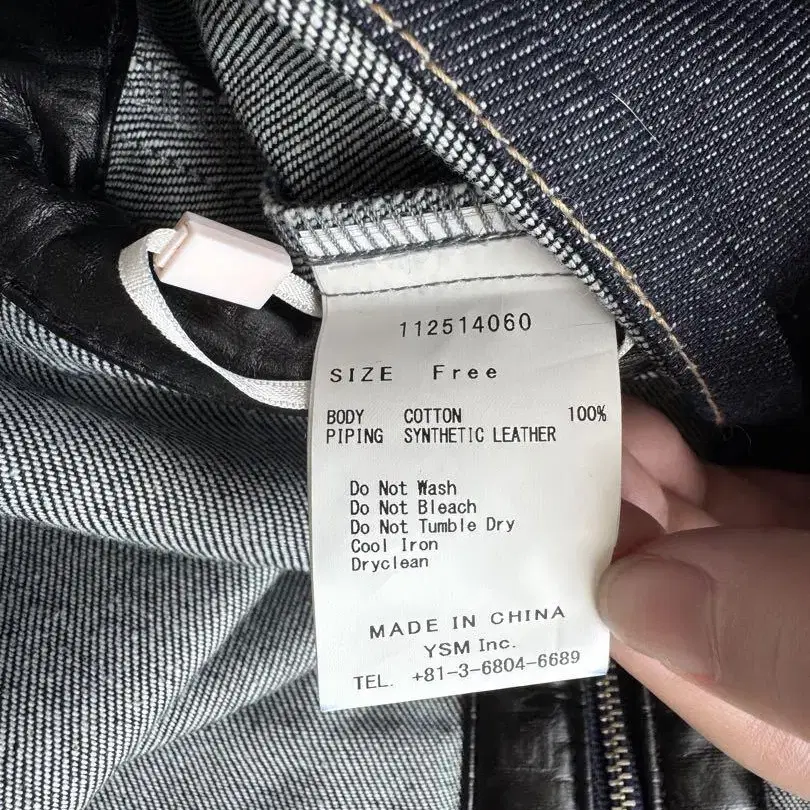 112514060
SIZE Free
BODY COTTON 100%
PIPING SYNTHETIC LEATHER
Do Not Wash
Do Not Bleach
Do Not Tumble Dry
Cool Iron
Dryclean
MADE IN CHINA
YSM Inc.
TEL. +81-3-6804-6689